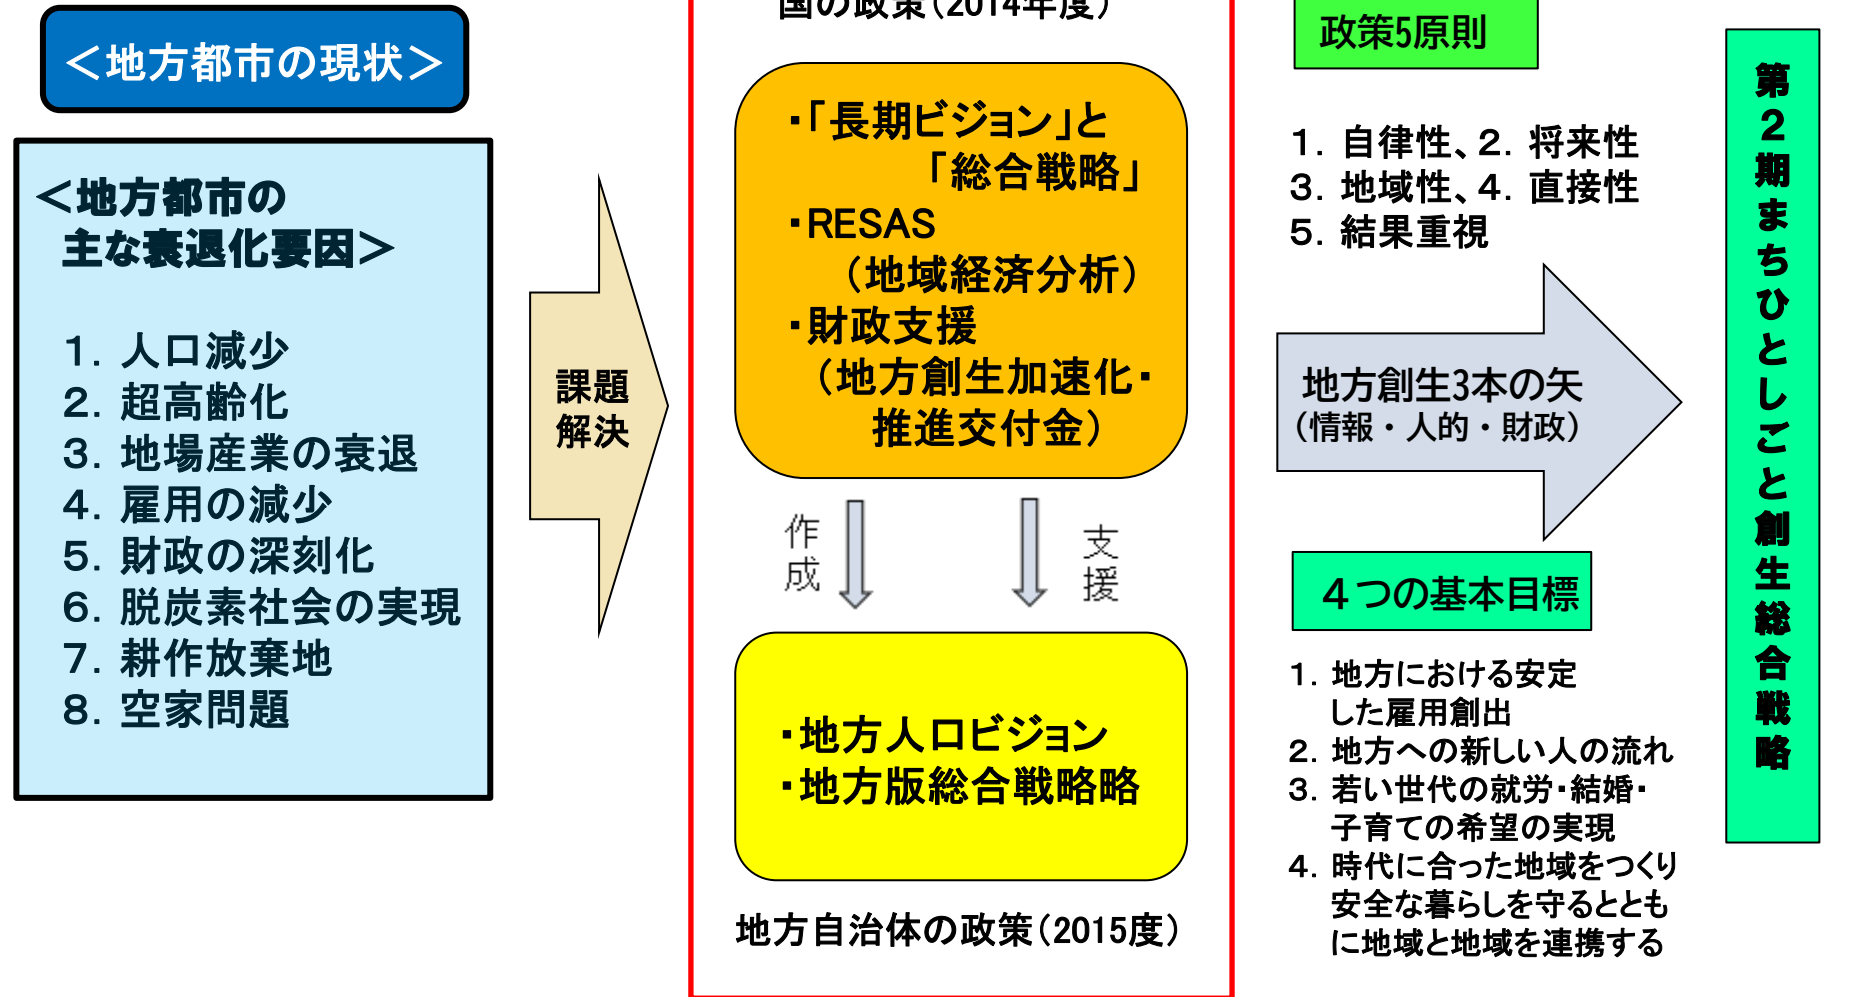 ＜地方都市の現状＞
＜地方都市の
主な衰退化要因＞
1. 人口減少
2. 超高齢化
3. 地場産業の衰退
4. 雇用の減少
5. 財政の深刻化
6. 脱炭素社会の実現
7. 耕作放棄地
8. 空家問題
課題
解決
国の政策（2014年度）
・「長期ビジョン」と
「総合戦略」
・RESAS
（地域経済分析）
・財政支援
（地方創生加速化・
推進交付金）
作成
支援
・地方人口ビジョン
・地方版総合戦略略
地方自治体の政策（2015度）
政策5原則
1. 自律性、2. 将来性
3. 地域性、4. 直接性
5. 結果重視
地方創生3本の矢
（情報・人的・財政）
４つの基本目標
1. 地方における安定
した雇用創出
2. 地方への新しい人の流れ
3. 若い世代の就労・結婚・
子育ての希望の実現
4. 時代に合った地域をつくり
安全な暮らしを守るととも
に地域と地域を連携する
第２期まちひとしごと創生総合戦略